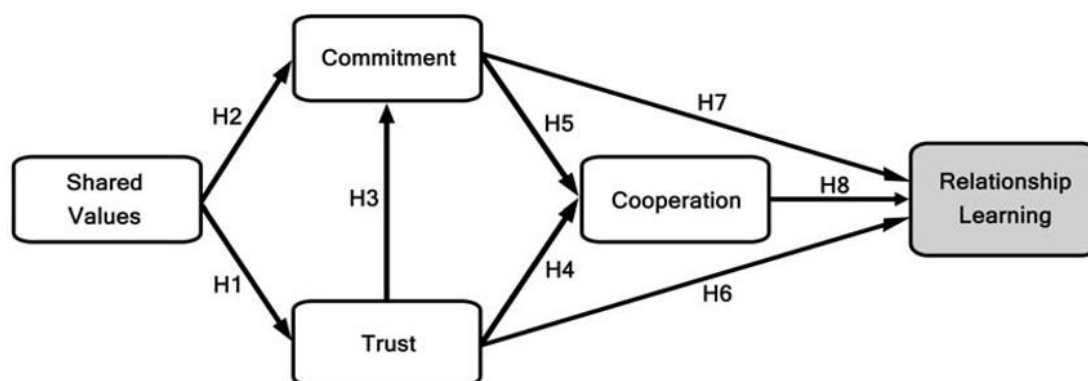 Commitment
H7
H2
H5
Shared
Values
H3
Cooperation
H8
Relationship
Learning
H1
H4
H6
Trust